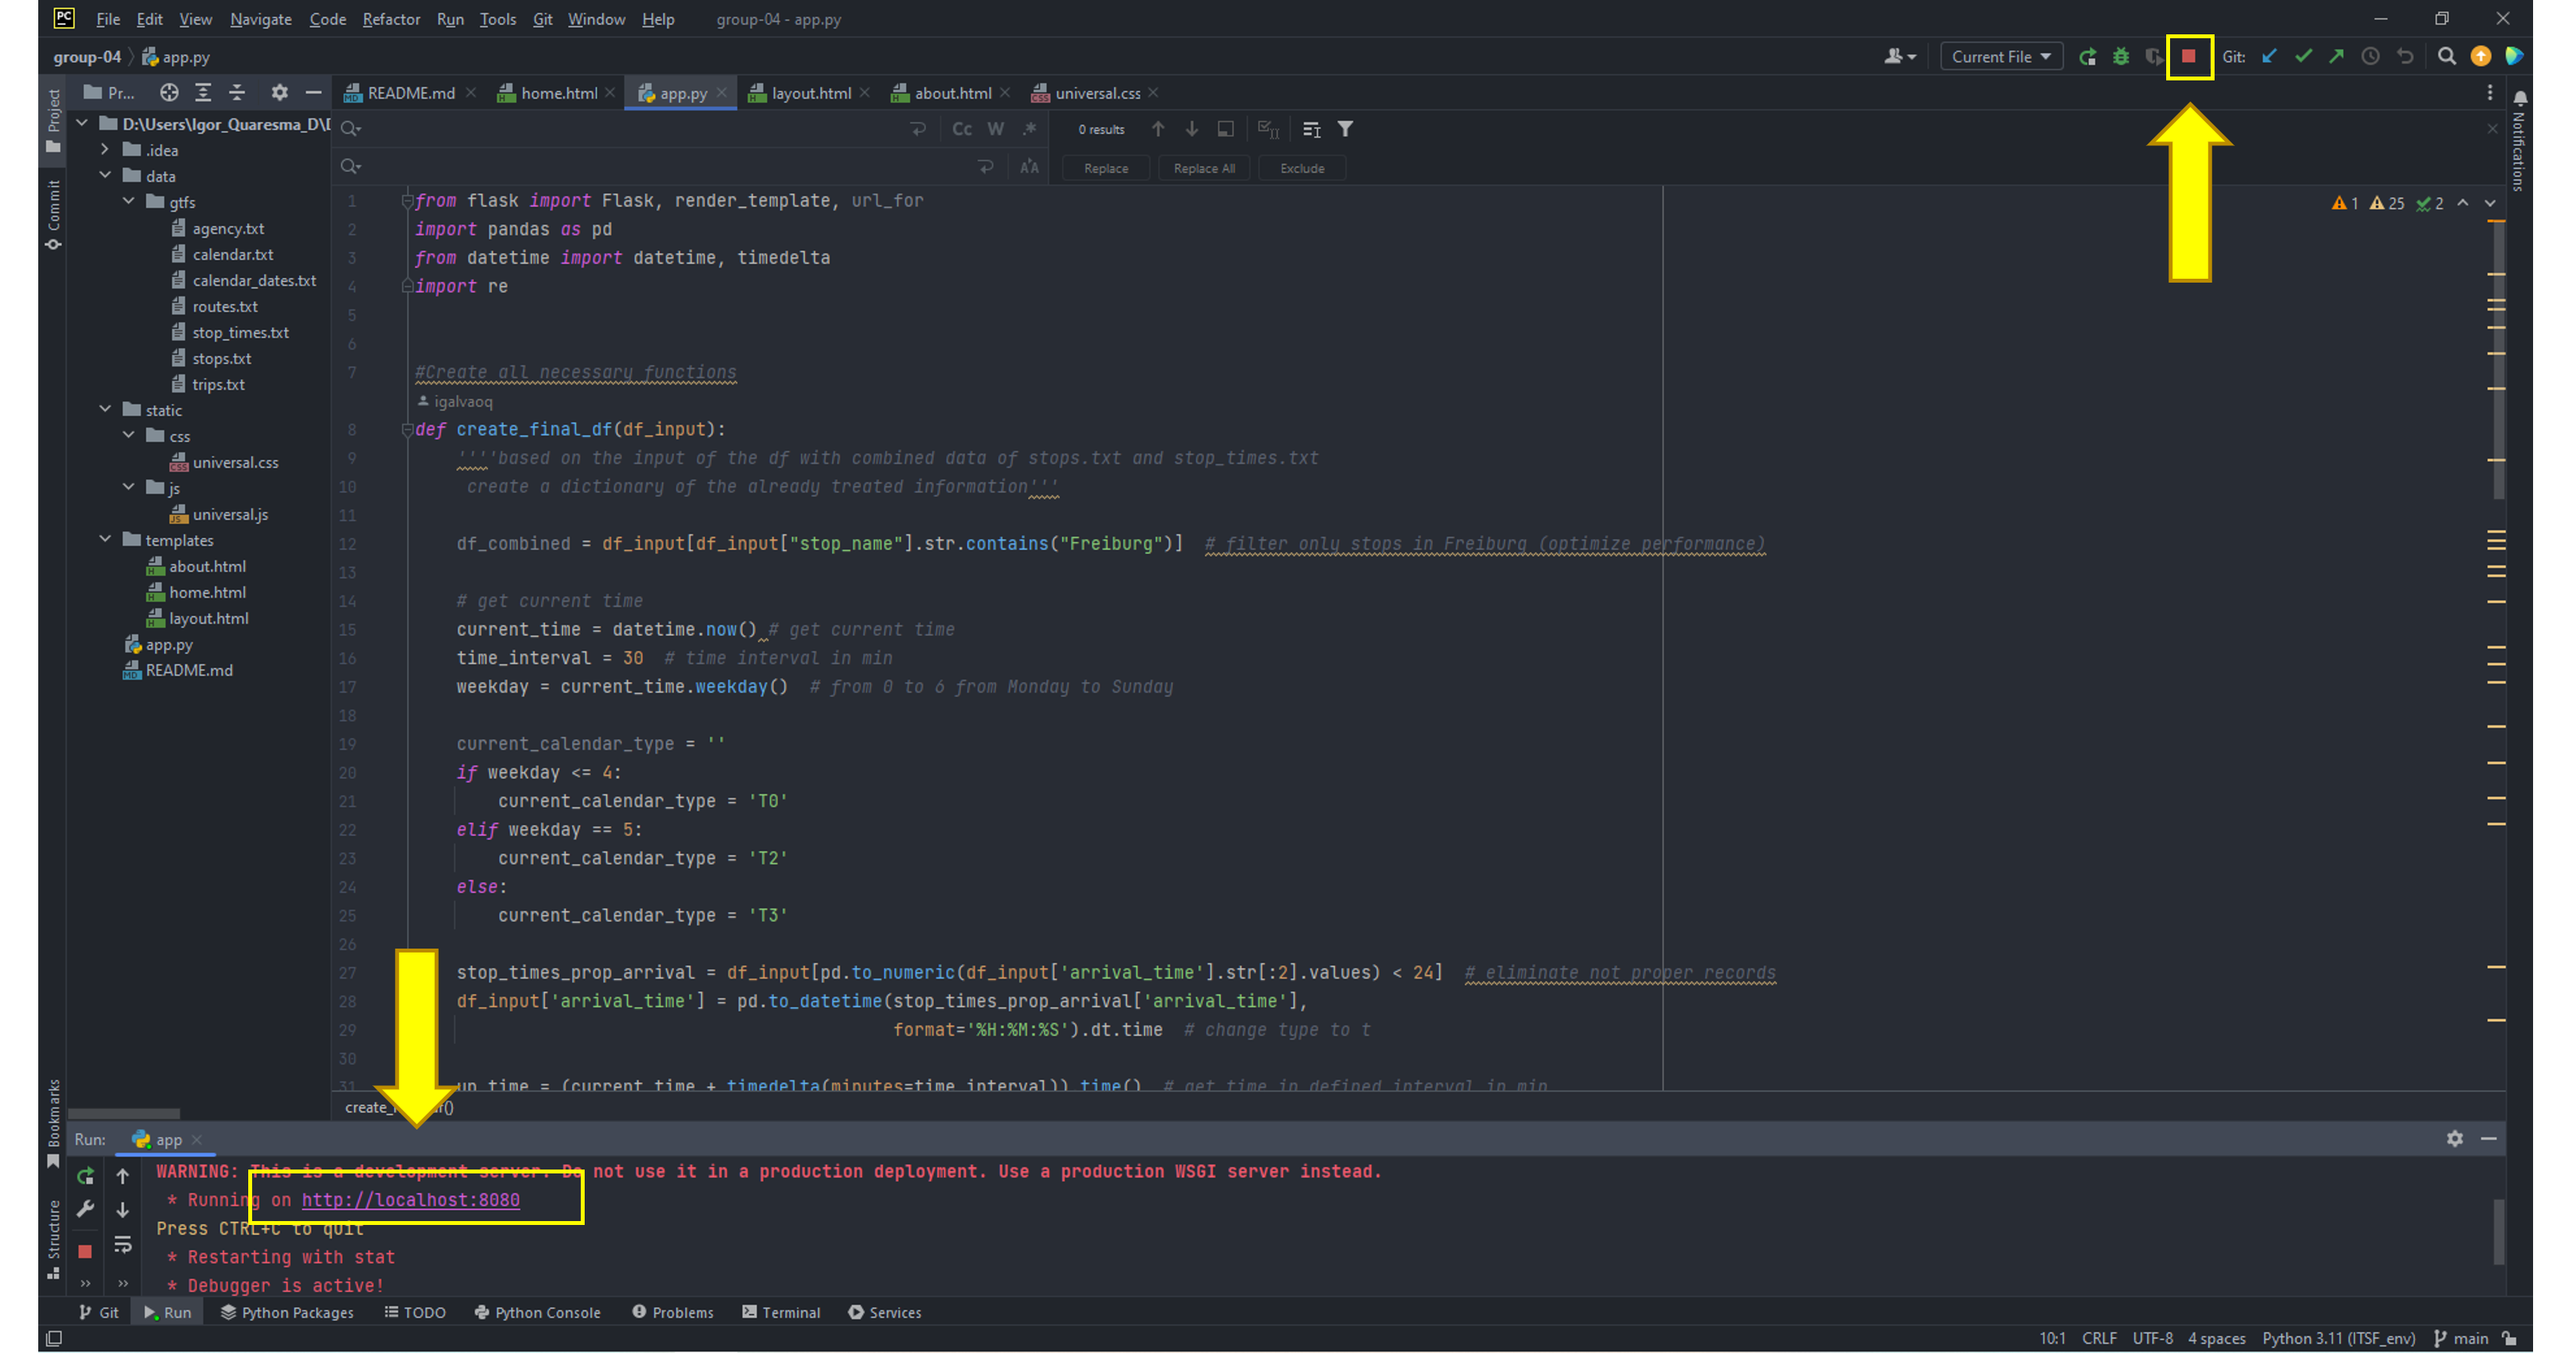 PC File Edit View Navigate Code Refactor Run Tools Git Window Help group-04 - app.py
group-04 app.py Current File Git:
Pr... README.md home.html app.py layout.html about.html universal.css
Project
Commit
Bookmarks
Structure
Notifications
D:\Users\Igor_Quaresma_D\
.idea
data
gtfs
agency.txt
calendar.txt
calendar_dates.txt
routes.txt
stop_times.txt
stops.txt
trips.txt
static
css
universal.css
js
universal.js
templates
about.html
home.html
layout.html
app.py
README.md
Cc W .* 0 results
Replace Replace All Exclude
1 25 2
1 from flask import Flask, render_template, url_for
2 import pandas as pd
3 from datetime import datetime, timedelta
4 import re
5
6
7 #Create all necessary functions
igalvaoq
8 def create_final_df(df_input):
9 ''''based on the input of the df with combined data of stops.txt and stop_times.txt
10 create a dictionary of the already treated information'''
11
12 df_combined = df_input[df_input["stop_name"].str.contains("Freiburg")] # filter only stops in Freiburg (optimize performance)
13
14 # get current time
15 current_time = datetime.now() # get current time
16 time_interval = 30 # time interval in min
17 weekday = current_time.weekday() # from 0 to 6 from Monday to Sunday
18
19 current_calendar_type = ''
20 if weekday <= 4:
21 current_calendar_type = 'T0'
22 elif weekday == 5:
23 current_calendar_type = 'T2'
24 else:
25 current_calendar_type = 'T3'
26
27 stop_times_prop_arrival = df_input[pd.to_numeric(df_input['arrival_time'].str[:2].values) < 24] # eliminate not proper records
28 df_input['arrival_time'] = pd.to_datetime(stop_times_prop_arrival['arrival_time'],
29 format='%H:%M:%S').dt.time # change type to t
30
31 up_time = (current_time + timedelta(minutes=time_interval)).time() # get time in defined interval in min
Run: app
WARNING: This is a development server. Do not use it in a production deployment. Use a production WSGI server instead.
* Running on http://localhost:8080
Press CTRL+C to quit
* Restarting with stat
* Debugger is active!
Git Run Python Packages TODO Python Console Problems Terminal Services
10:1 CRLF UTF-8 4 spaces Python 3.11 (ITSF_env) main